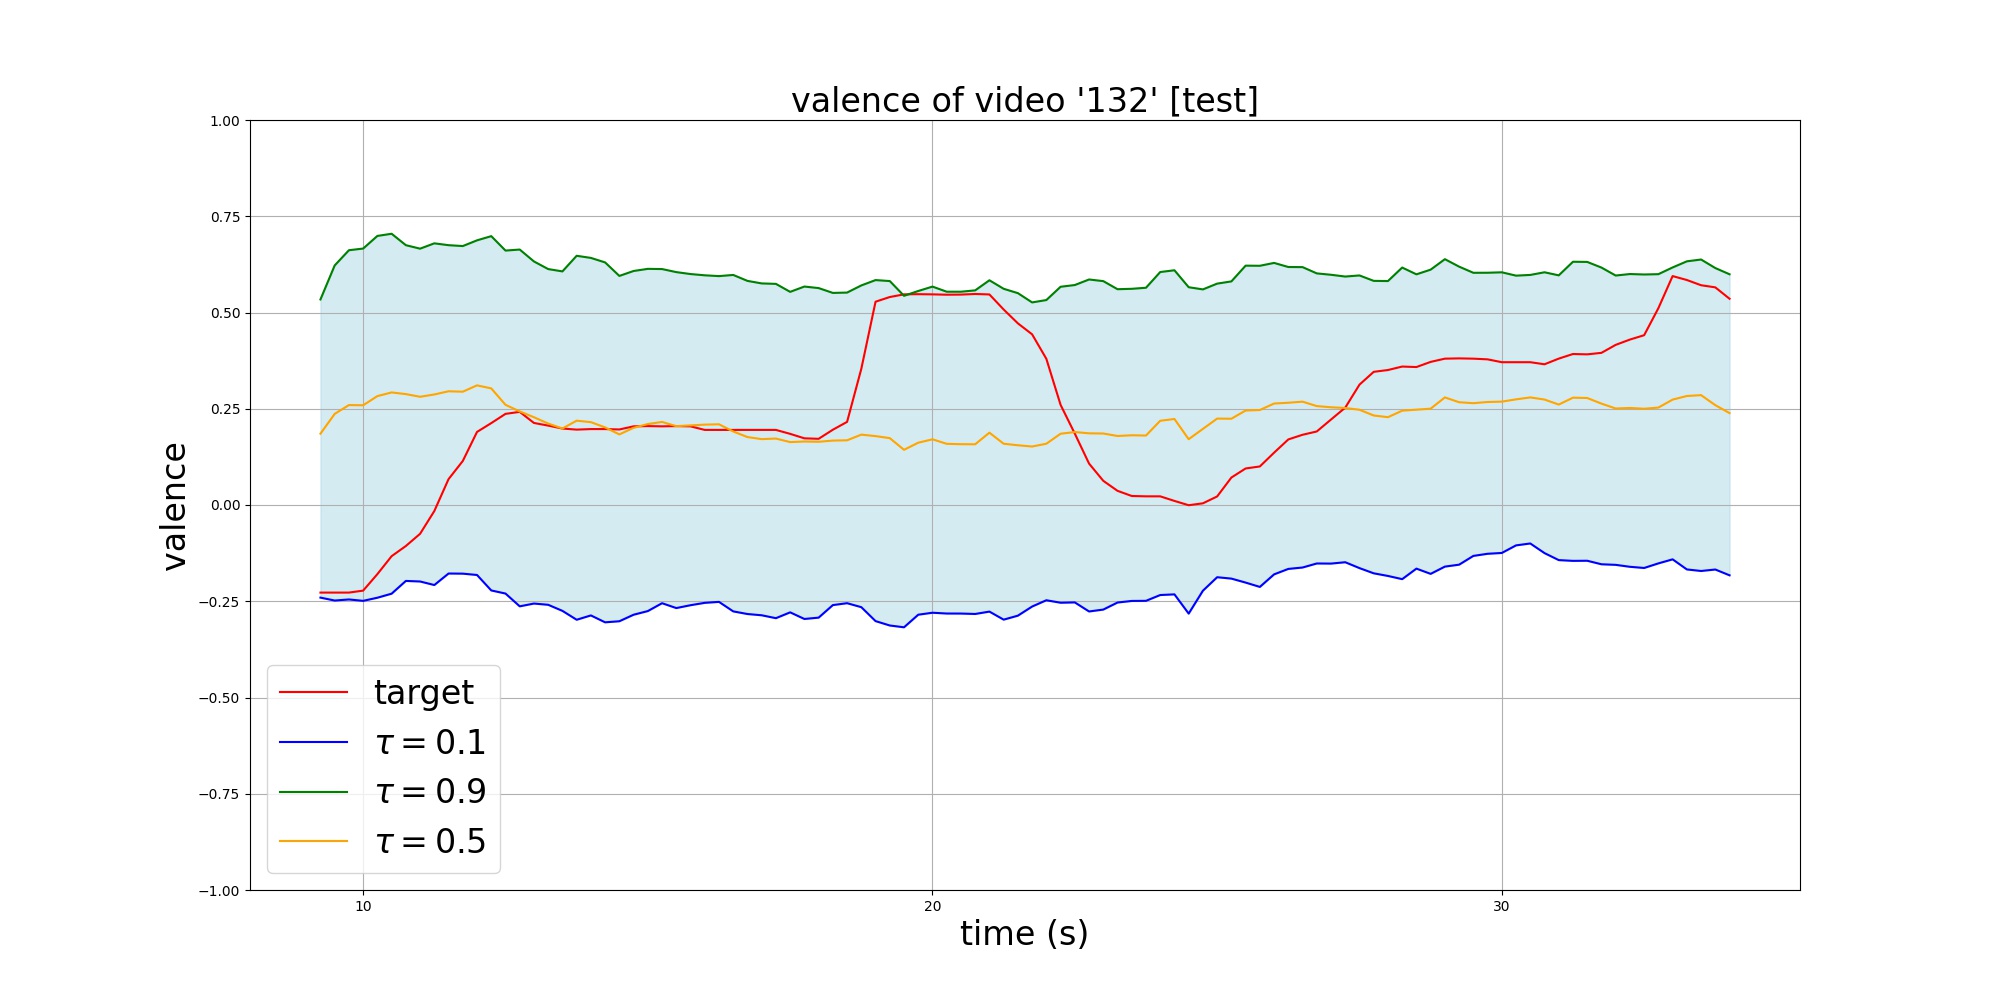 valence of video '132' [test]
1.00
0.75
0.50
0.25
0.00
−0.25
−0.50
−0.75
−1.00
valence
target
τ = 0.1
τ = 0.9
τ = 0.5
10 20 30
time (s)